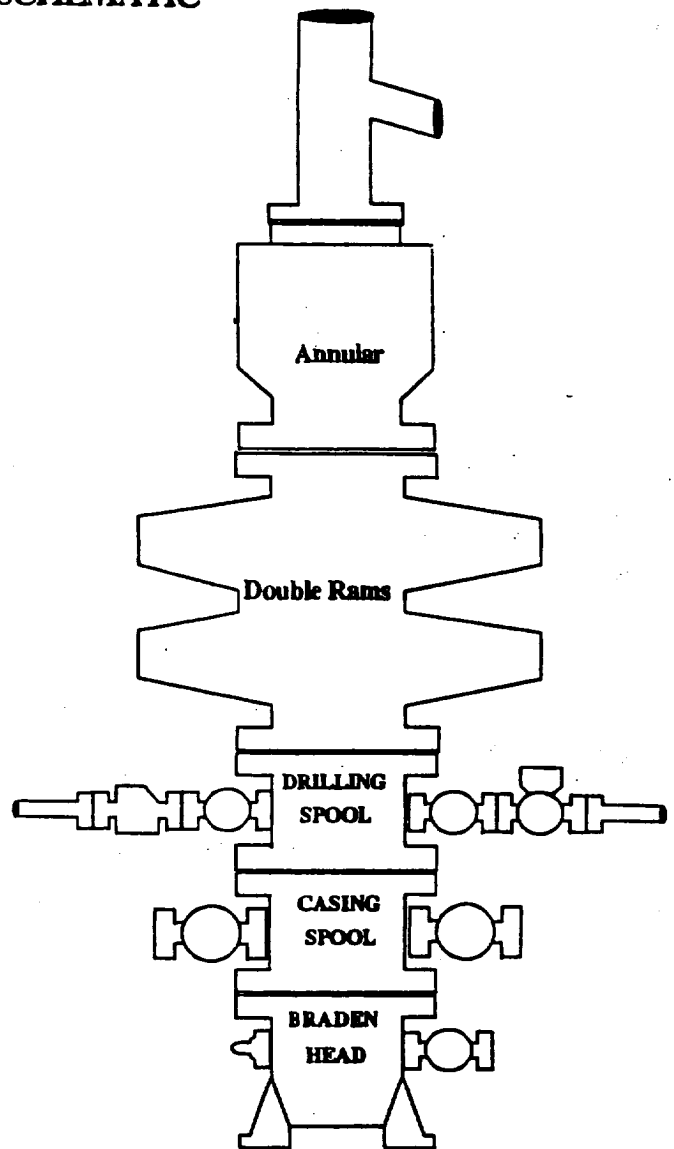 SCHEMATIC
Annular
Double Rams
DRILLING
SPOOL
CASING
SPOOL
BRADEN
HEAD